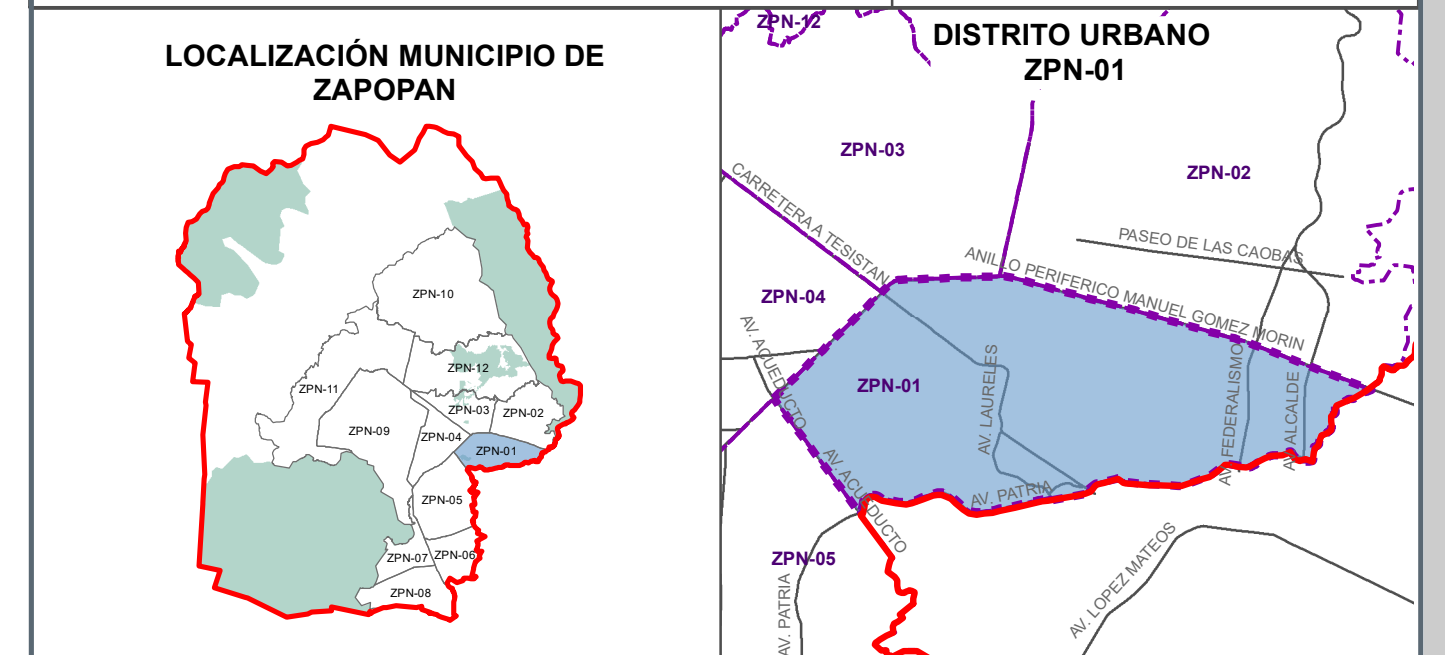 LOCALIZACIÓN MUNICIPIO DE
ZAPOPAN
ZPN-10
ZPN-12
ZPN-11
ZPN-03
ZPN-02
ZPN-09
ZPN-04
ZPN-01
ZPN-05
ZPN-07
ZPN-06
ZPN-08
ZPN-12
DISTRITO URBANO
ZPN-01
ZPN-03
ZPN-02
CARRETERA A TESISTAN
PASEO DE LAS CAOBAS
ANILLO PERIFERICO MANUEL GOMEZ MORIN
ZPN-04
AV. ACUEDUCTO
ZPN-01
AV. LAURELES
AV. FEDERALISMO
AV. ALCALDE
AV. ACUEDUCTO
AV. PATRIA
ZPN-05
AV. PATRIA
AV. LOPEZ MATEOS